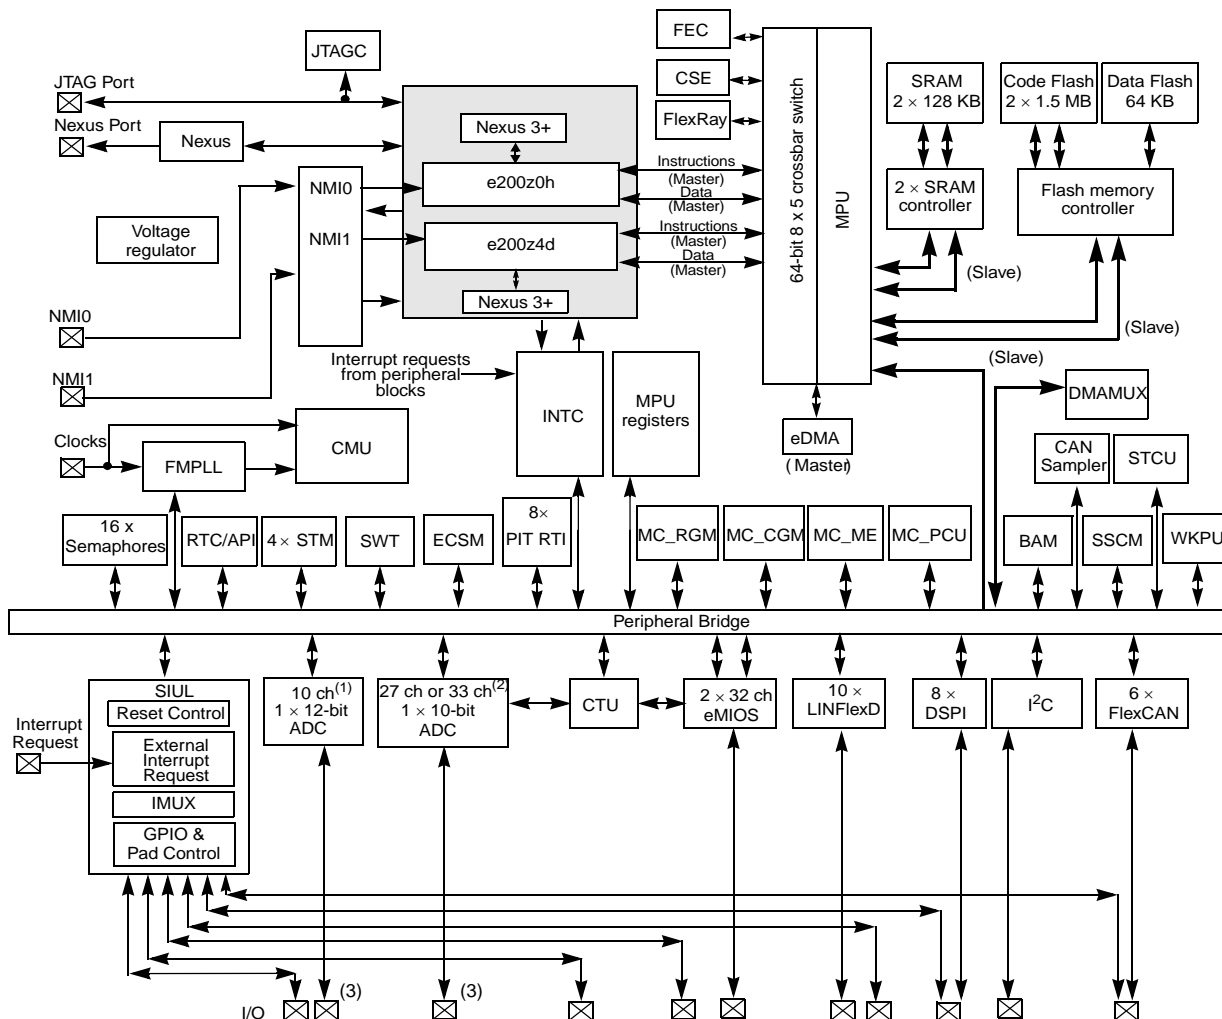 JTAGC
FEC
JTAG Port
CSE
SRAM
2 × 128 KB
Code Flash
2 × 1.5 MB
Data Flash
64 KB
Nexus Port
Nexus
Nexus 3+
FlexRay
64-bit 8 x 5 crossbar switch
MPU
NMI0
NMI1
e200z0h
Instructions
(Master)
Data
(Master)
2 × SRAM
controller
Flash memory
controller
Voltage
regulator
e200z4d
Instructions
(Master)
Data
(Master)
(Slave)
Nexus 3+
NMI0
(Slave)
Interrupt requests
from peripheral
blocks
(Slave)
NMI1
INTC
MPU
registers
DMAMUX
Clocks
CMU
eDMA
(Master)
CAN
Sampler
STCU
FMPLL
16 x
Semaphores
RTC/API
4 × STM
SWT
ECSM
8×
PIT RTI
MC_RGM
MC_CGM
MC_ME
MC_PCU
BAM
SSCM
WKPU
Peripheral Bridge
SIUL
Reset Control
10 ch(1)
1 × 12-bit
ADC
27 ch or 33 ch(2)
1 × 10-bit
ADC
CTU
2 × 32 ch
eMIOS
10 ×
LINFlexD
8 ×
DSPI
I2C
6 ×
FlexCAN
Interrupt
Request
External
Interrupt
Request
IMUX
GPIO &
Pad Control
(3)
(3)
I/O